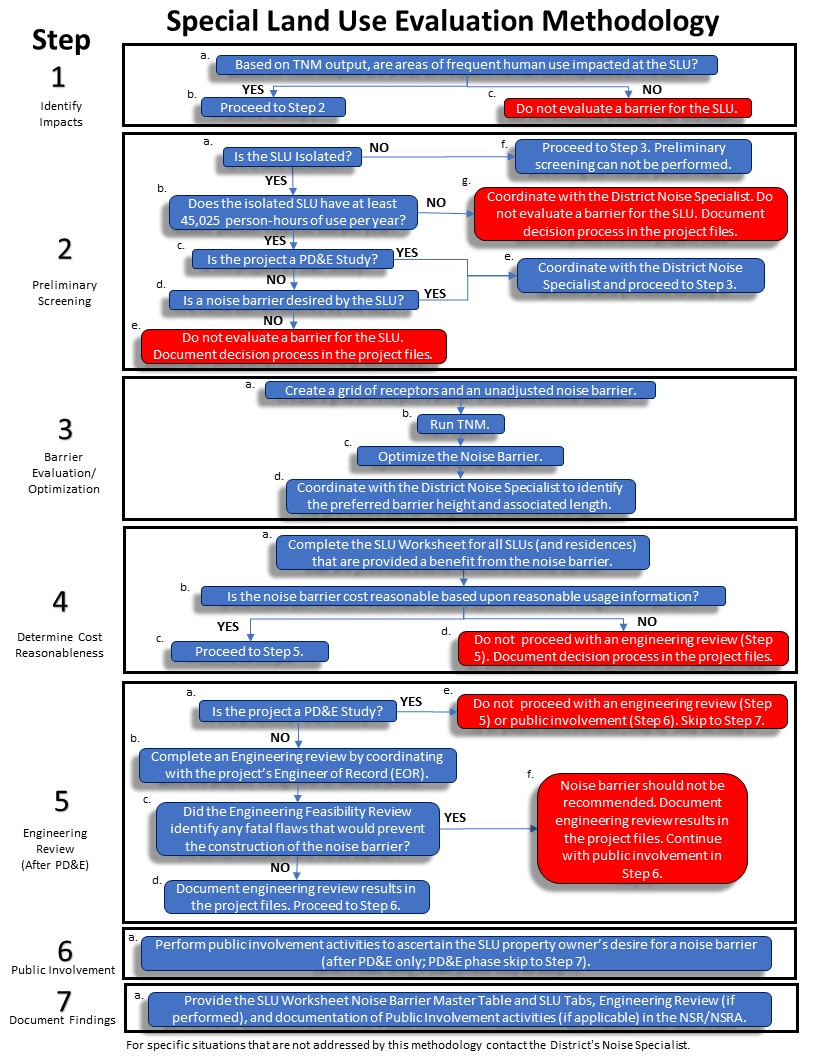 Special Land Use Evaluation Methodology
Step
1
Identify
Impacts
a.
Based on TNM output, are areas of frequent human use impacted at the SLU?
YES
NO
b.
Proceed to Step 2
c.
Do not evaluate a barrier for the SLU.
2
Preliminary
Screening
a.
Is the SLU Isolated?
NO
f.
Proceed to Step 3. Preliminary
screening can not be performed.
YES
b.
Does the isolated SLU have at least
45,025 person-hours of use per year?
NO
g.
Coordinate with the District Noise Specialist. Do
not evaluate a barrier for the SLU. Document
decision process in the project files.
YES
c.
Is the project a PD&E Study?
YES
NO
d.
Is a noise barrier desired by the SLU?
YES
e.
Coordinate with the District Noise
Specialist and proceed to Step 3.
NO
e.
Do not evaluate a barrier for the SLU.
Document decision process in the project files.
3
Barrier
Evaluation/
Optimization
a.
Create a grid of receptors and an unadjusted noise barrier.
b.
Run TNM.
c.
Optimize the Noise Barrier.
d.
Coordinate with the District Noise Specialist to identify
the preferred barrier height and associated length.
4
Determine Cost
Reasonableness
a.
Complete the SLU Worksheet for all SLUs (and residences)
that are provided a benefit from the noise barrier.
b.
Is the noise barrier cost reasonable based upon reasonable usage information?
YES
NO
c.
Proceed to Step 5.
d.
Do not proceed with an engineering review (Step
5). Document decision process in the project files.
5
Engineering
Review
(After PD&E)
a.
Is the project a PD&E Study?
YES
e.
Do not proceed with an engineering review (Step
5) or public involvement (Step 6). Skip to Step 7.
NO
b.
Complete an Engineering review by coordinating
with the project's Engineer of Record (EOR).
c.
Did the Engineering Feasibility Review
identify any fatal flaws that would prevent
the construction of the noise barrier?
YES
f.
Noise barrier should not be
recommended. Document
engineering review results in
the project files. Continue
with public involvement in
Step 6.
NO
d.
Document engineering review results in
the project files. Proceed to Step 6.
6
Public Involvement
a.
Perform public involvement activities to ascertain the SLU property owner's desire for a noise barrier
(after PD&E only; PD&E phase skip to Step 7).
7
Document Findings
a.
Provide the SLU Worksheet Noise Barrier Master Table and SLU Tabs, Engineering Review (if
performed), and documentation of Public Involvement activities (if applicable) in the NSR/NSRA.
For specific situations that are not addressed by this methodology contact the District's Noise Specialist.